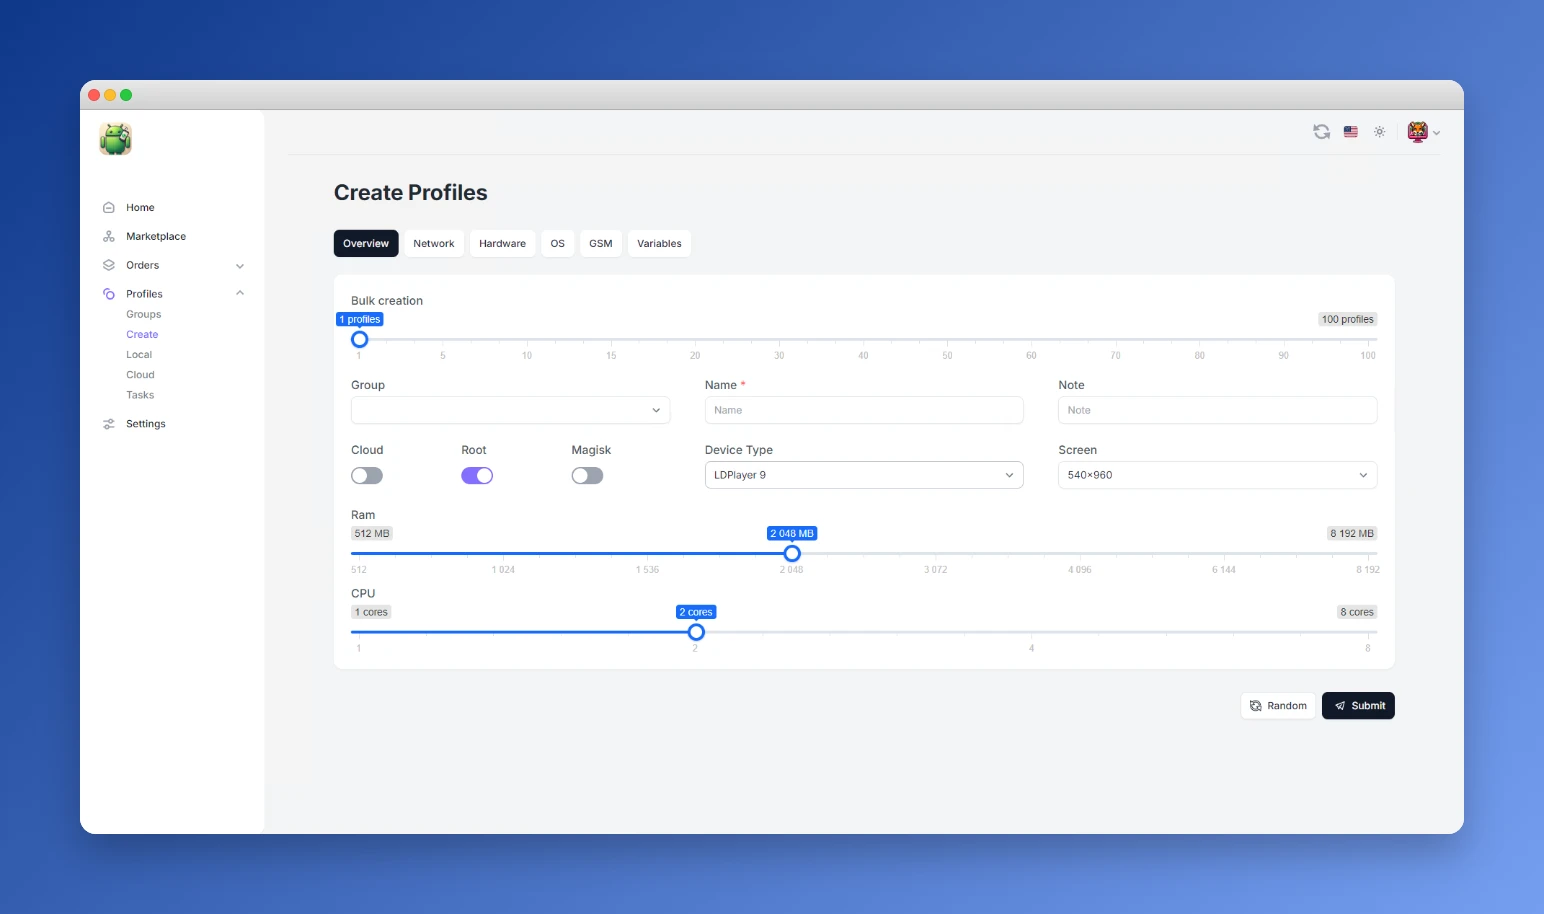 Home
Marketplace
Orders
Profiles
Groups
Create
Local
Cloud
Tasks
Settings
Create Profiles
Overview Network Hardware OS GSM Variables
Bulk creation
1 profiles 100 profiles
1 5 10 15 20 30 40 50 60 70 80 90 100
Group Name * Note
Name Note
Cloud Root Magisk Device Type Screen
LDPlayer 9 540×960
Ram
512 MB 2 048 MB 8 192 MB
512 1 024 1 536 2 048 3 072 4 096 6 144 8 192
CPU
1 cores 2 cores 8 cores
1 2 4 8
Random Submit